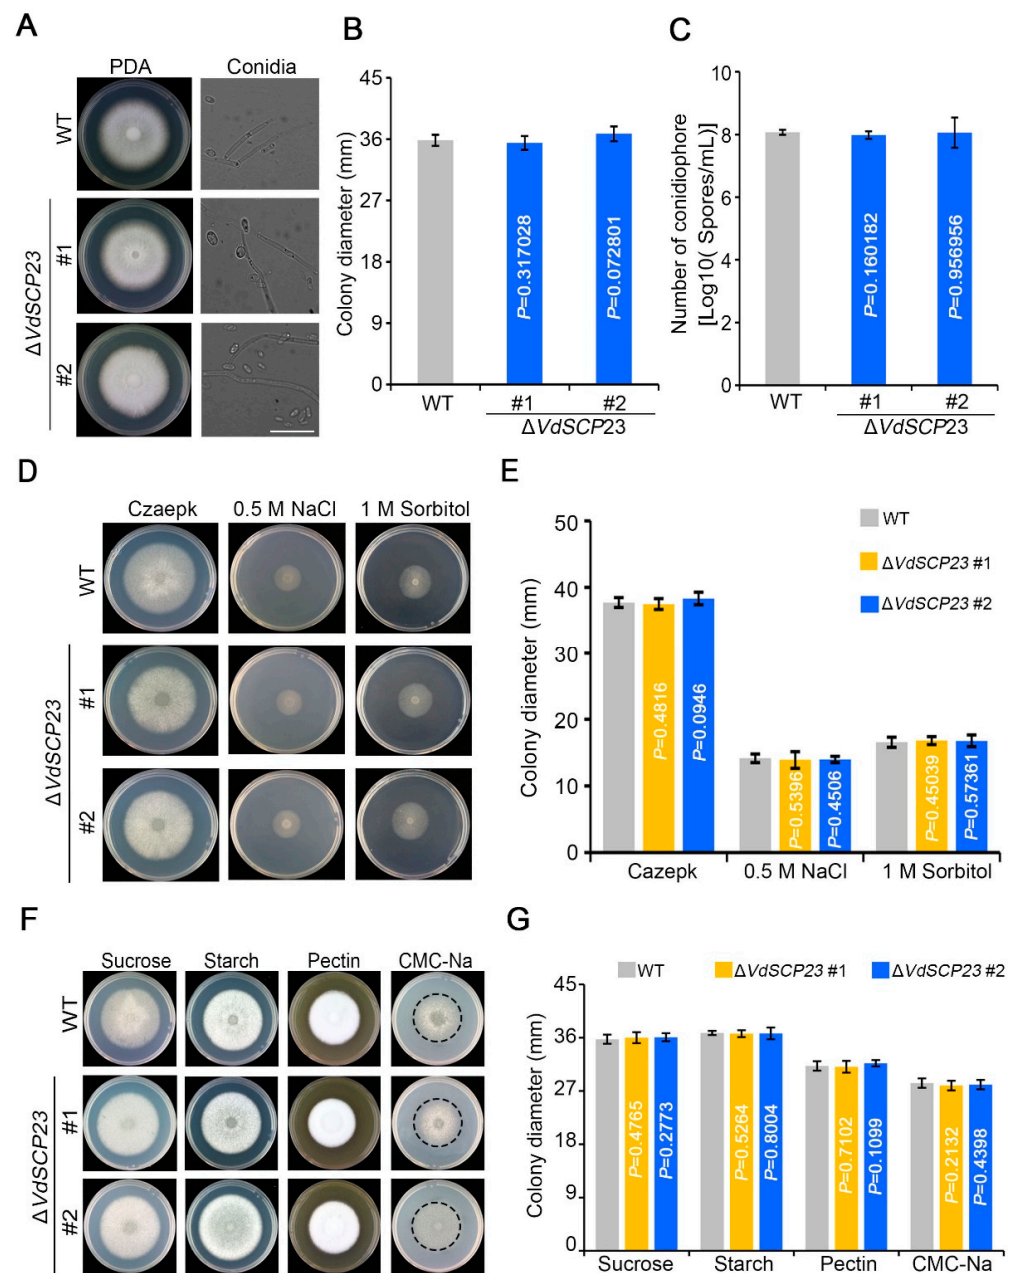 A
PDA
Conidia
WT
#1
#2
ΔVdSCP23
B
Colony diameter (mm)
45
36
27
18
9
0
P=0.317028
P=0.072801
WT
#1
#2
ΔVdSCP23
C
Number of conidiophore
[Log10( Spores/mL)]
10
8
6
4
2
0
P=0.160182
P=0.956956
WT
#1
#2
ΔVdSCP23
D
Czaepk
0.5 M NaCl
1 M Sorbitol
WT
#1
#2
ΔVdSCP23
E
Colony diameter (mm)
50
40
30
20
10
0
WT
ΔVdSCP23 #1
ΔVdSCP23 #2
P=0.4816
P=0.0946
P=0.5396
P=0.4506
P=0.45039
P=0.57361
Cazepk
0.5 M NaCl
1 M Sorbitol
F
Sucrose
Starch
Pectin
CMC-Na
WT
#1
#2
ΔVdSCP23
G
Colony diameter (mm)
45
36
27
18
9
0
WT
ΔVdSCP23 #1
ΔVdSCP23 #2
P=0.4765
P=0.2773
P=0.5264
P=0.8004
P=0.7102
P=0.1099
P=0.2132
P=0.4398
Sucrose
Starch
Pectin
CMC-Na